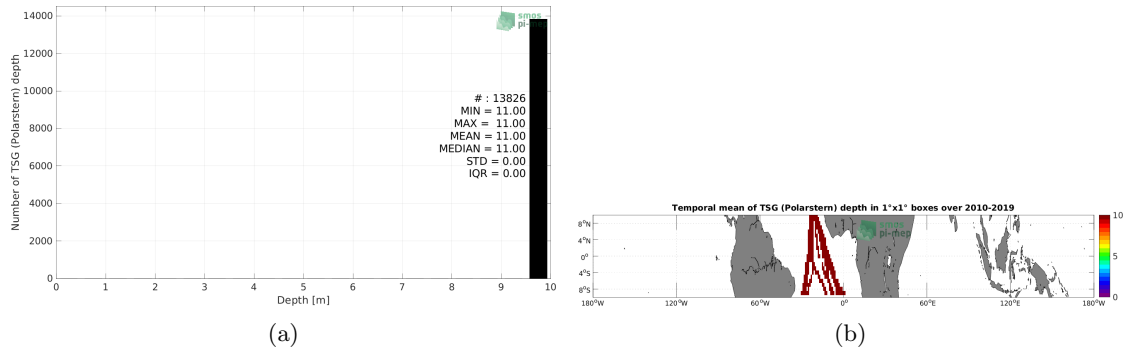 14000
12000
10000
8000
6000
4000
2000
0
Number of TSG (Polarstern) depth
smos
pi-mep
# : 13826
MIN = 11.00
MAX = 11.00
MEAN = 11.00
MEDIAN = 11.00
STD = 0.00
IQR = 0.00
0 1 2 3 4 5 6 7 8 9 10
Depth [m]
(a)
Temporal mean of TSG (Polarstern) depth in 1°x1° boxes over 2010-2019
8°N
4°N
0°
4°S
8°S
smos
pi-mep
180°W 120°W 60°W 0° 60°E 120°E 180°W
10
5
0
(b)